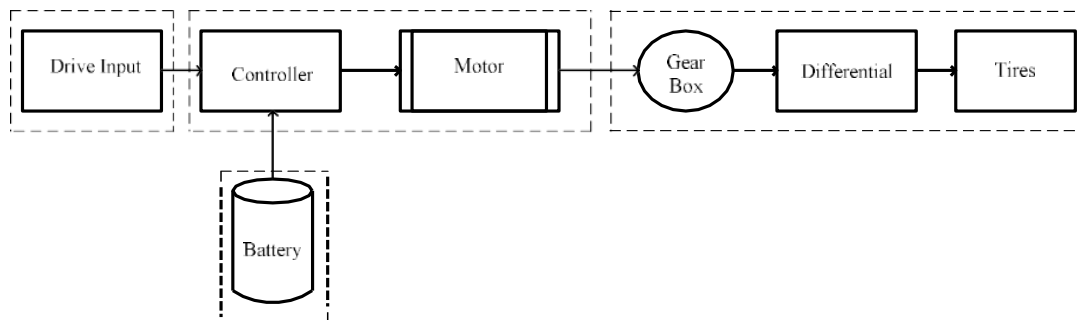 Drive Input
Controller
Motor
Gear
Box
Differential
Tires
Battery